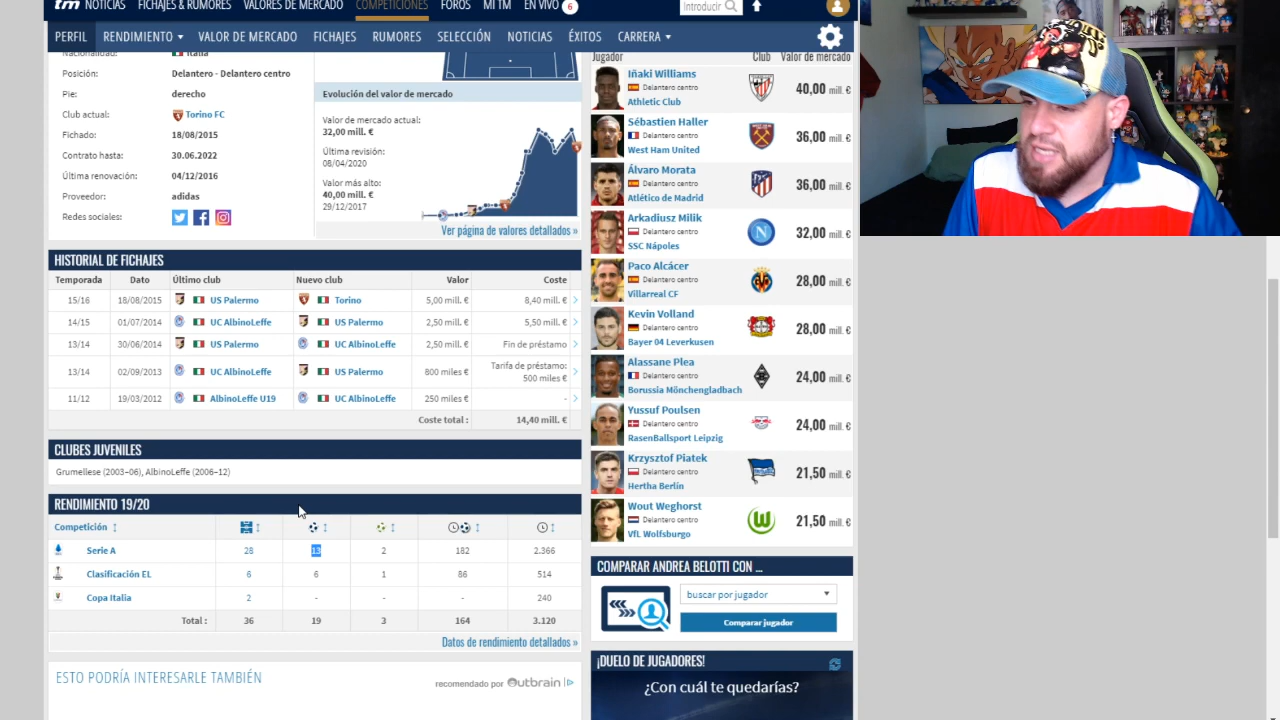 tm NOTICIAS FICHAJES & RUMORES VALORES DE MERCADO COMPETICIONES FOROS MI TM EN VIVO 6 Introducir
PERFIL RENDIMIENTO VALOR DE MERCADO FICHAJES RUMORES SELECCIÓN NOTICIAS ÉXITOS CARRERA
Nacionalidad: Italia
Posición: Delantero - Delantero centro
Pie: derecho
Club actual: Torino FC
Fichado: 18/08/2015
Contrato hasta: 30.06.2022
Última renovación: 04/12/2016
Proveedor: adidas
Redes sociales:
Evolución del valor de mercado
Valor de mercado actual:
32,00 mill. €
Última revisión:
08/04/2020
Valor más alto:
40,00 mill. €
29/12/2017
Ver página de valores detallados »
HISTORIAL DE FICHAJES
Temporada Dato Último club Nuevo club Valor Coste
15/16 18/08/2015 US Palermo Torino 5,00 mill. € 8,40 mill. €
14/15 01/07/2014 UC AlbinoLeffe US Palermo 2,50 mill. € 5,50 mill. €
13/14 30/06/2014 US Palermo UC AlbinoLeffe 2,50 mill. € Fin de préstamo
13/14 02/09/2013 UC AlbinoLeffe US Palermo 800 miles € Tarifa de préstamo:
500 miles €
11/12 19/03/2012 AlbinoLeffe U19 UC AlbinoLeffe 250 miles € -
Coste total : 14,40 mill. €
CLUBES JUVENILES
Grumellese (2003–06), AlbinoLeffe (2006–12)
RENDIMIENTO 19/20
Competición
Serie A 28 13 2 182 2.366
Clasificación EL 6 6 1 86 514
Copa Italia 2 - - - 240
Total : 36 19 3 164 3.120
Datos de rendimiento detallados »
ESTO PODRÍA INTERESARLE TAMBIÉN
recomendado por Outbrain
Jugador Club Valor de mercado
Iñaki Williams
Delantero centro
Athletic Club
40,00 mill. €
Sébastien Haller
Delantero centro
West Ham United
36,00 mill. €
Álvaro Morata
Delantero centro
Atlético de Madrid
36,00 mill. €
Arkadiusz Milik
Delantero centro
SSC Nápoles
32,00 mill. €
Paco Alcácer
Delantero centro
Villarreal CF
28,00 mill. €
Kevin Volland
Delantero centro
Bayer 04 Leverkusen
28,00 mill. €
Alassane Plea
Delantero centro
Borussia Mönchengladbach
24,00 mill. €
Yussuf Poulsen
Delantero centro
RasenBallsport Leipzig
24,00 mill. €
Krzysztof Piatek
Delantero centro
Hertha Berlín
21,50 mill. €
Wout Weghorst
Delantero centro
VfL Wolfsburgo
21,50 mill. €
COMPARAR ANDREA BELOTTI CON ...
buscar por jugador
Comparar jugador
¡DUELO DE JUGADORES!
¿Con cuál te quedarías?